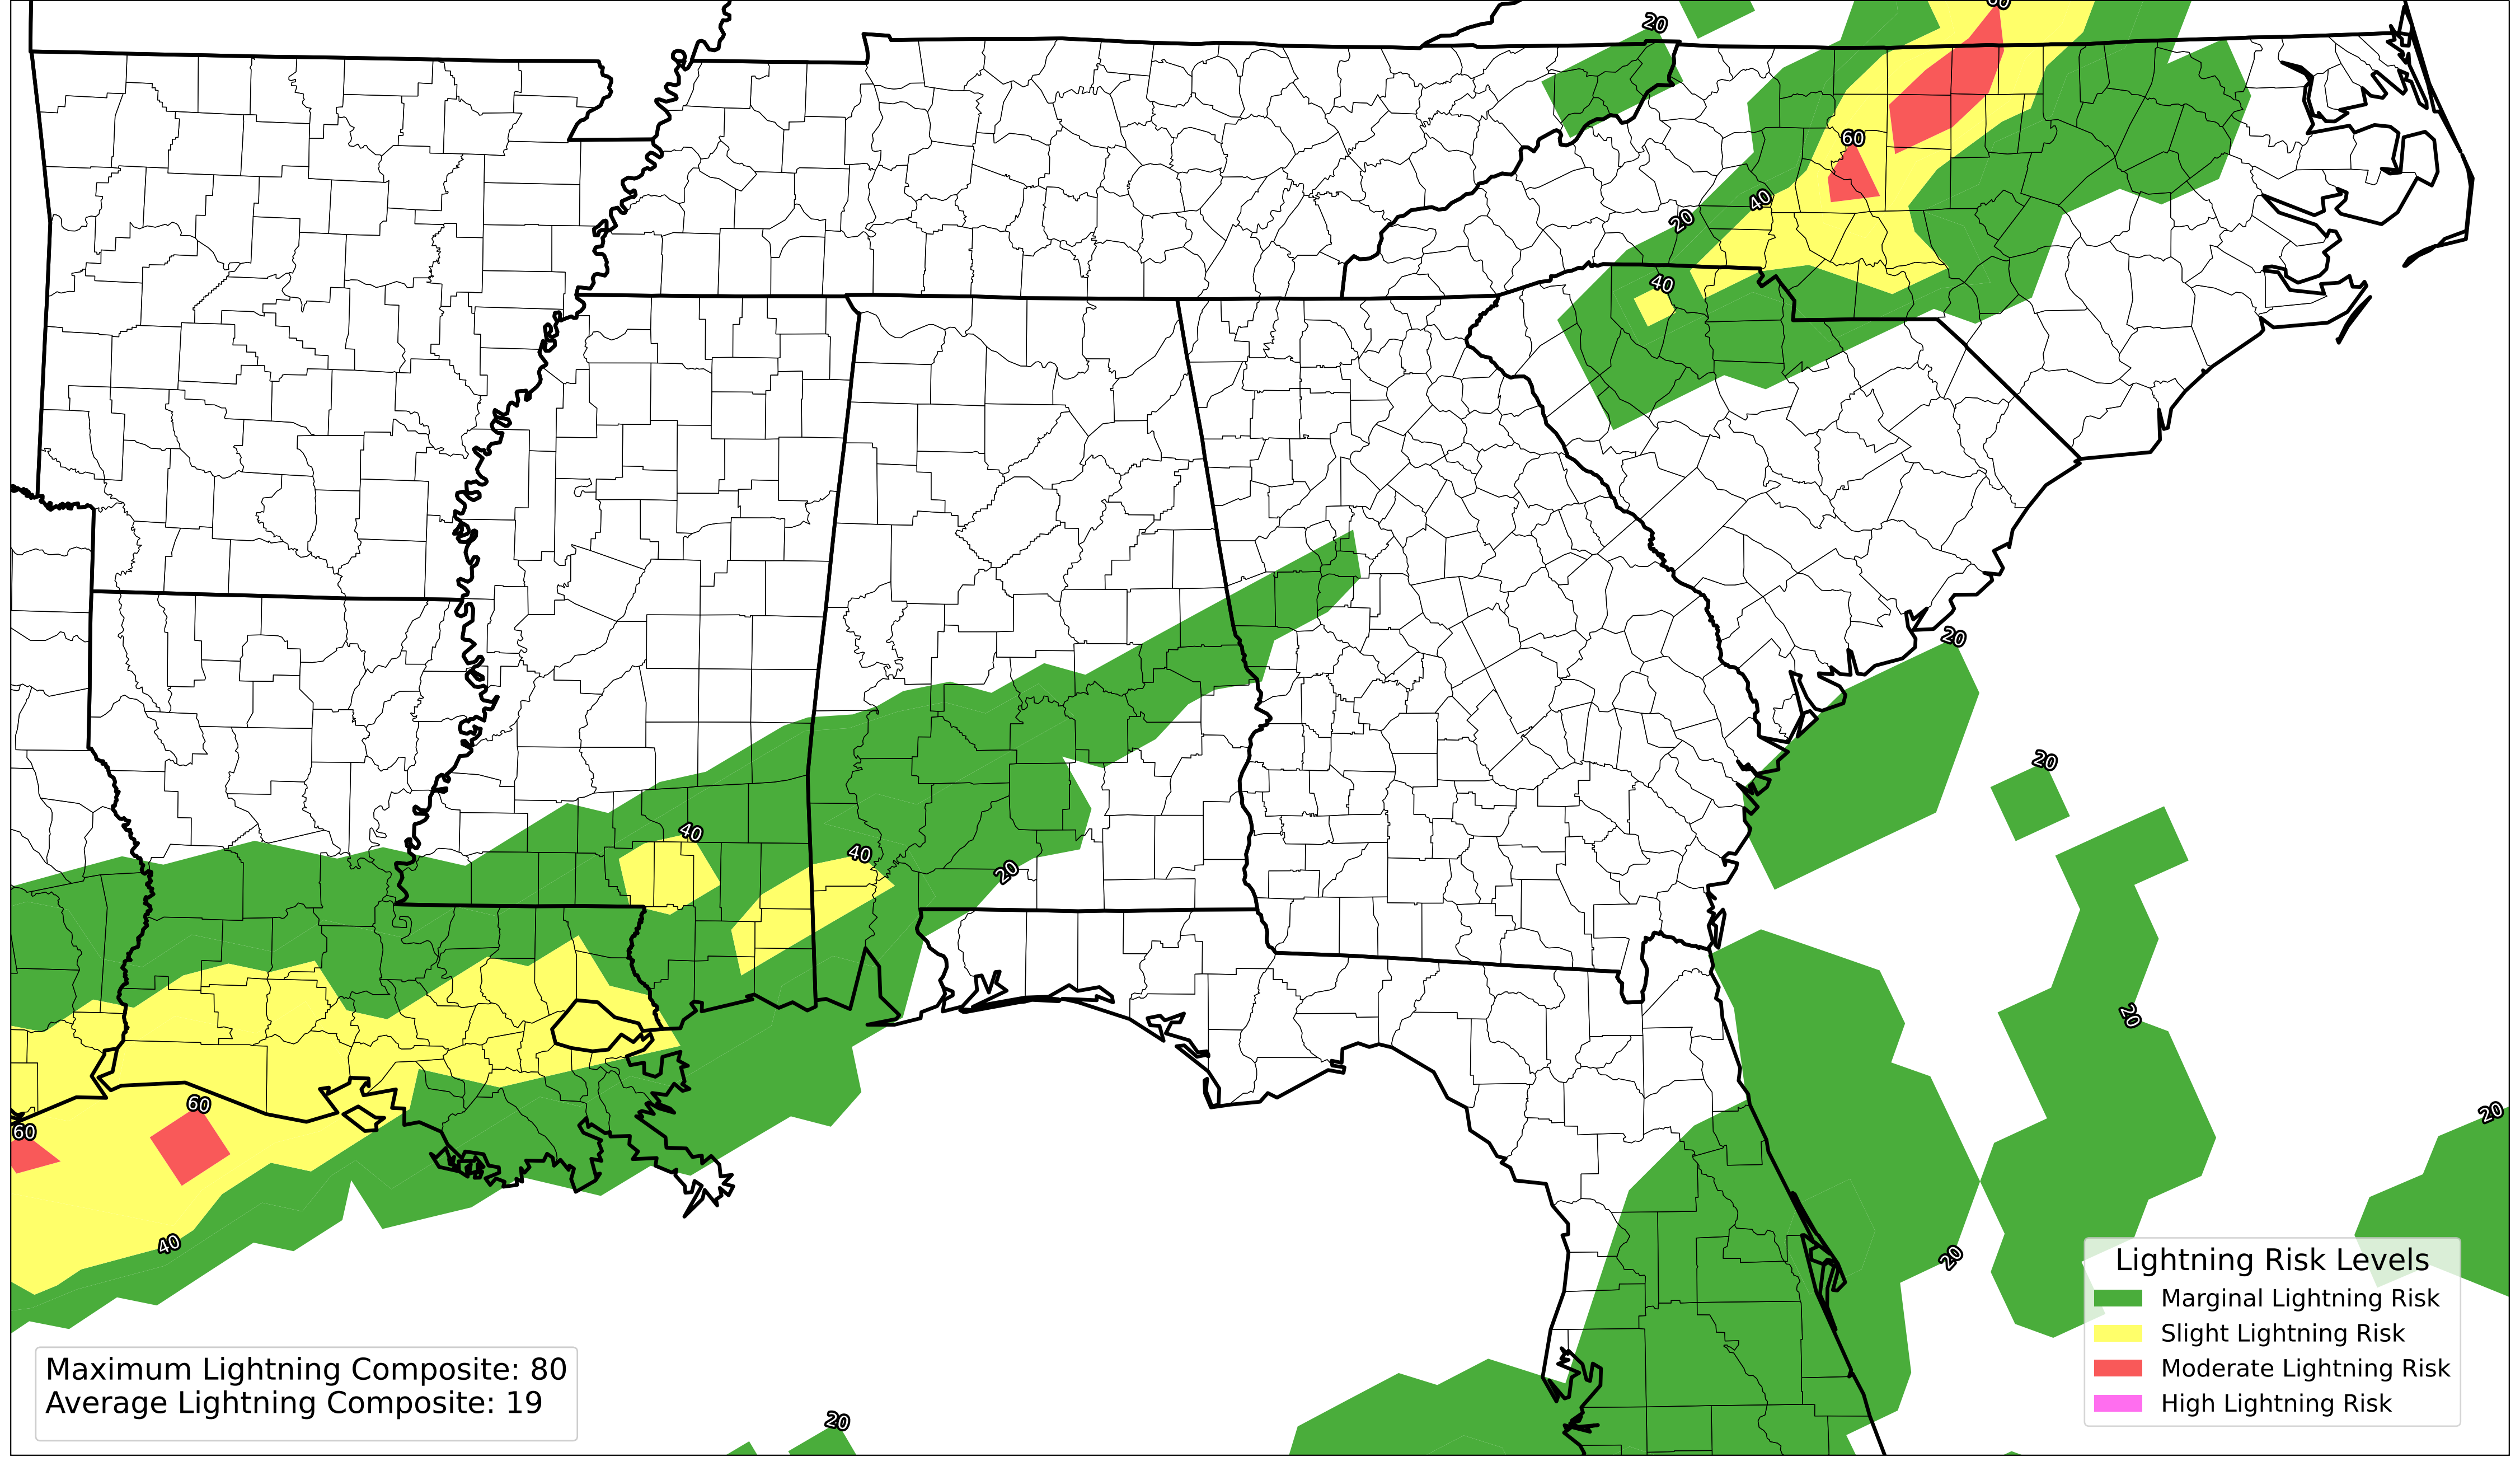 20
60
60
20
40
40
20
20
40
40
20
20
60
60
20
40
20
20
Lightning Risk Levels
Marginal Lightning Risk
Slight Lightning Risk
Moderate Lightning Risk
High Lightning Risk
Maximum Lightning Composite: 80
Average Lightning Composite: 19